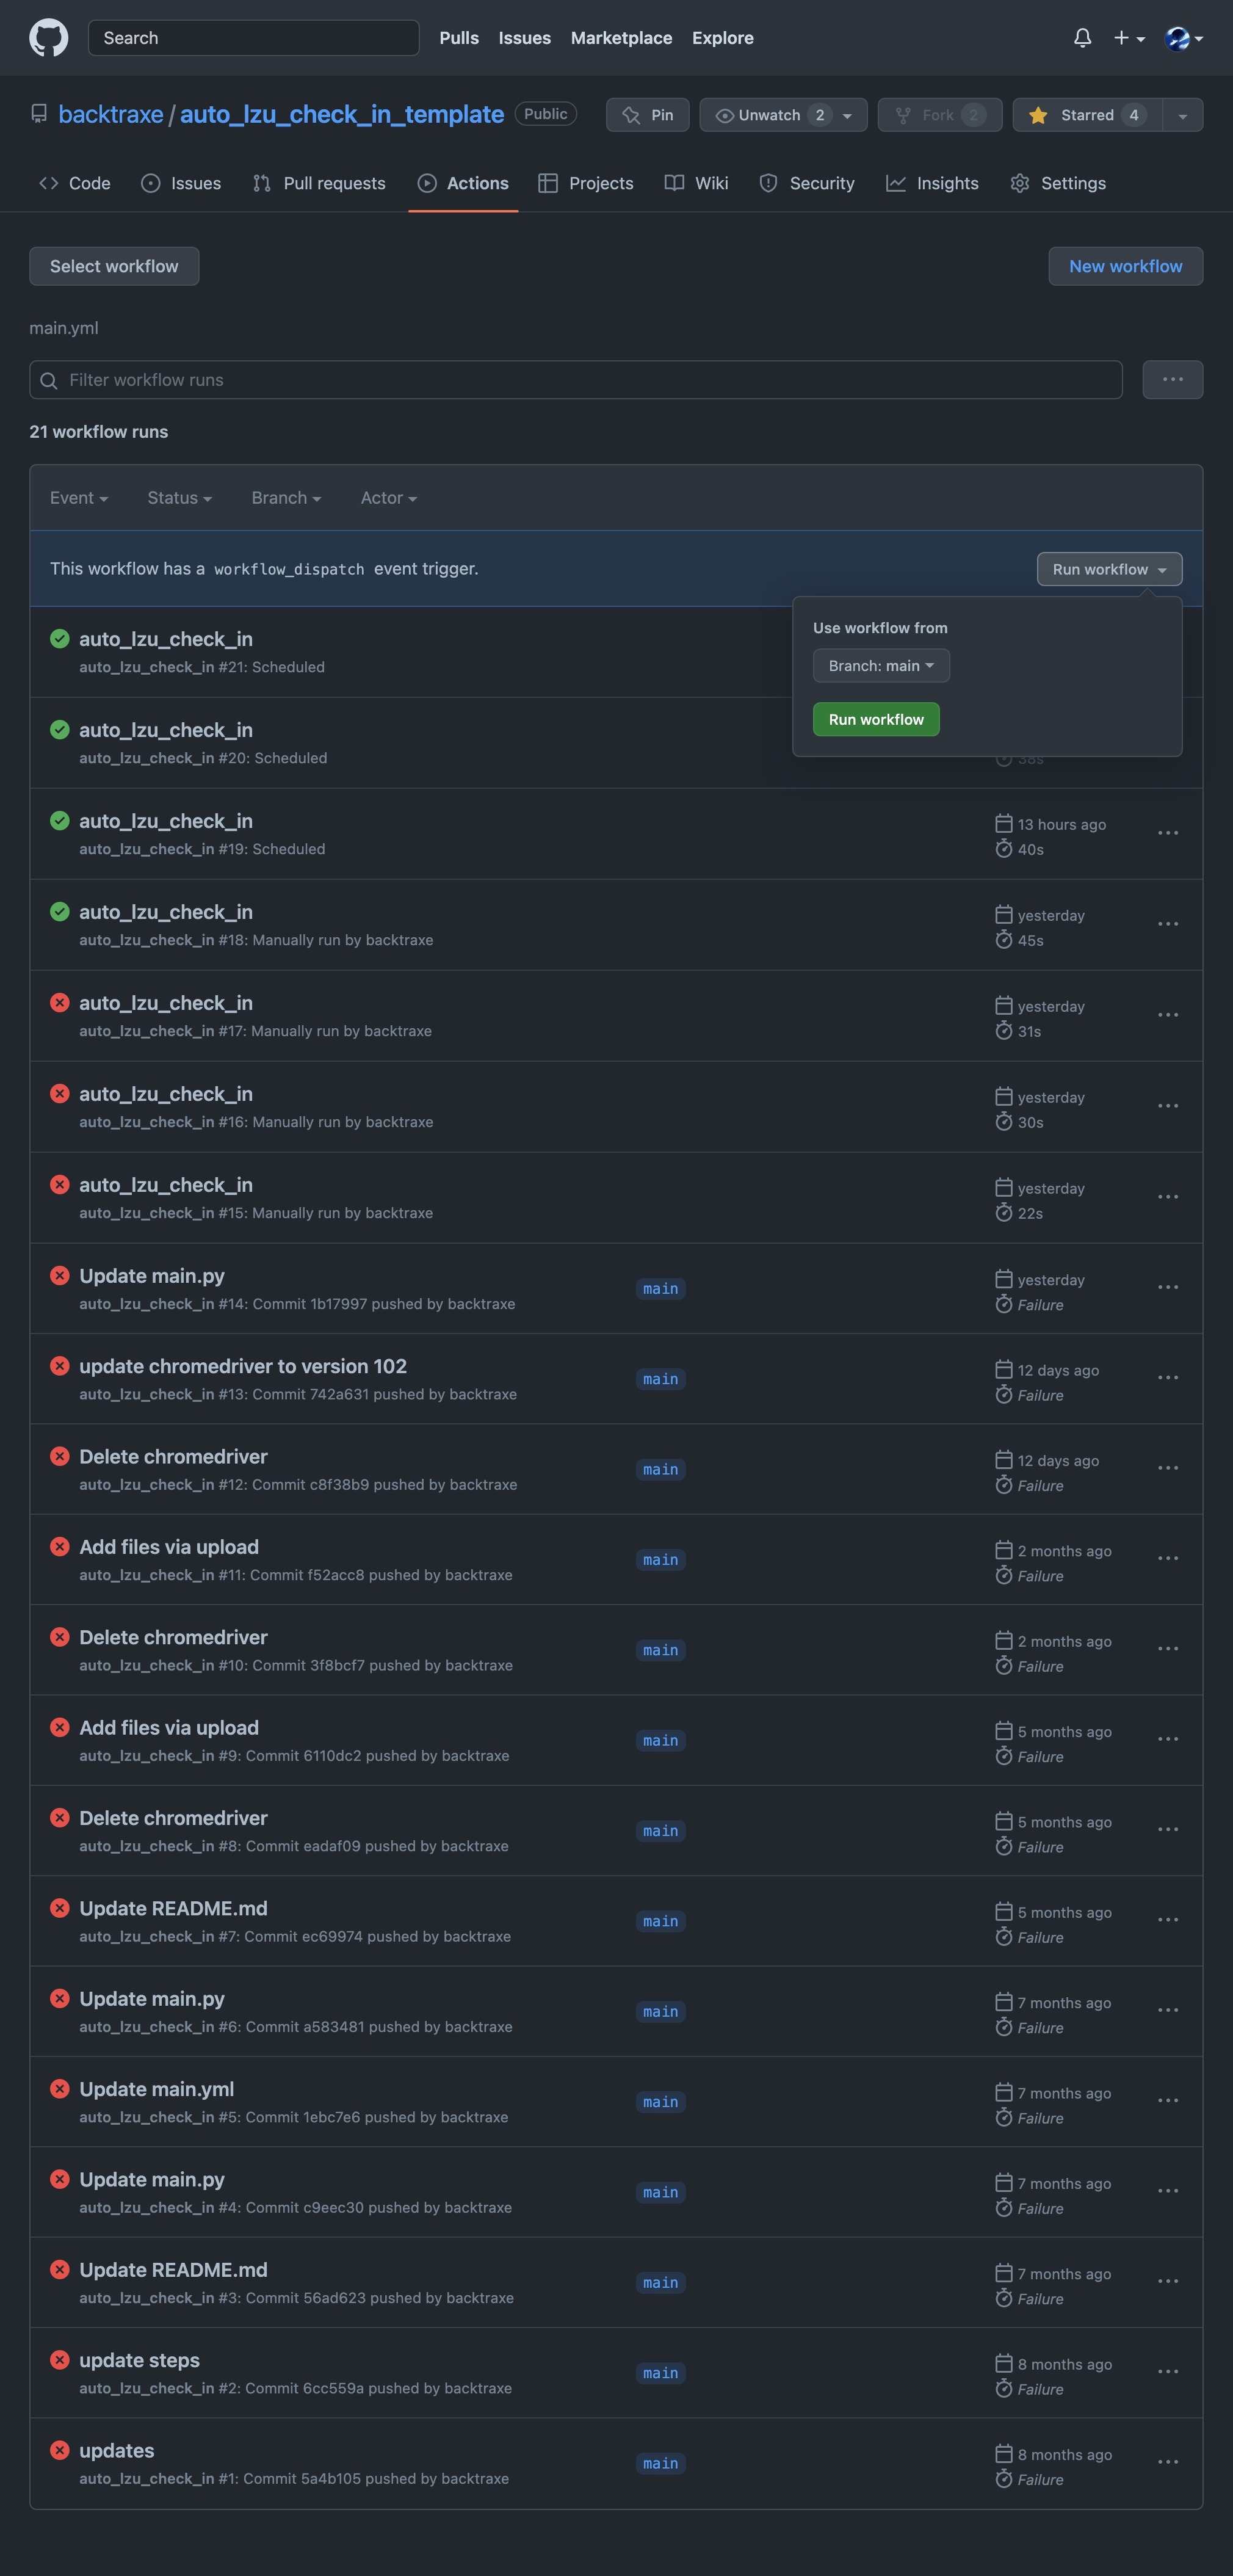 Search Pulls Issues Marketplace Explore
backtraxe / auto_lzu_check_in_template Public Pin Unwatch 2 Fork 2 Starred 4
Code Issues Pull requests Actions Projects Wiki Security Insights Settings
Select workflow New workflow
main.yml
Filter workflow runs
21 workflow runs
Event Status Branch Actor
This workflow has a workflow_dispatch event trigger. Run workflow
Use workflow from
Branch: main
Run workflow
auto_lzu_check_in
auto_lzu_check_in #21: Scheduled
auto_lzu_check_in
auto_lzu_check_in #20: Scheduled
38s
auto_lzu_check_in
13 hours ago
auto_lzu_check_in #19: Scheduled
40s
auto_lzu_check_in
yesterday
auto_lzu_check_in #18: Manually run by backtraxe
45s
auto_lzu_check_in
yesterday
auto_lzu_check_in #17: Manually run by backtraxe
31s
auto_lzu_check_in
yesterday
auto_lzu_check_in #16: Manually run by backtraxe
30s
auto_lzu_check_in
yesterday
auto_lzu_check_in #15: Manually run by backtraxe
22s
Update main.py
main
yesterday
auto_lzu_check_in #14: Commit 1b17997 pushed by backtraxe
Failure
update chromedriver to version 102
main
12 days ago
auto_lzu_check_in #13: Commit 742a631 pushed by backtraxe
Failure
Delete chromedriver
main
12 days ago
auto_lzu_check_in #12: Commit c8f38b9 pushed by backtraxe
Failure
Add files via upload
main
2 months ago
auto_lzu_check_in #11: Commit f52acc8 pushed by backtraxe
Failure
Delete chromedriver
main
2 months ago
auto_lzu_check_in #10: Commit 3f8bcf7 pushed by backtraxe
Failure
Add files via upload
main
5 months ago
auto_lzu_check_in #9: Commit 6110dc2 pushed by backtraxe
Failure
Delete chromedriver
main
5 months ago
auto_lzu_check_in #8: Commit eadaf09 pushed by backtraxe
Failure
Update README.md
main
5 months ago
auto_lzu_check_in #7: Commit ec69974 pushed by backtraxe
Failure
Update main.py
main
7 months ago
auto_lzu_check_in #6: Commit a583481 pushed by backtraxe
Failure
Update main.yml
main
7 months ago
auto_lzu_check_in #5: Commit 1ebc7e6 pushed by backtraxe
Failure
Update main.py
main
7 months ago
auto_lzu_check_in #4: Commit c9eec30 pushed by backtraxe
Failure
Update README.md
main
7 months ago
auto_lzu_check_in #3: Commit 56ad623 pushed by backtraxe
Failure
update steps
main
8 months ago
auto_lzu_check_in #2: Commit 6cc559a pushed by backtraxe
Failure
updates
main
8 months ago
auto_lzu_check_in #1: Commit 5a4b105 pushed by backtraxe
Failure